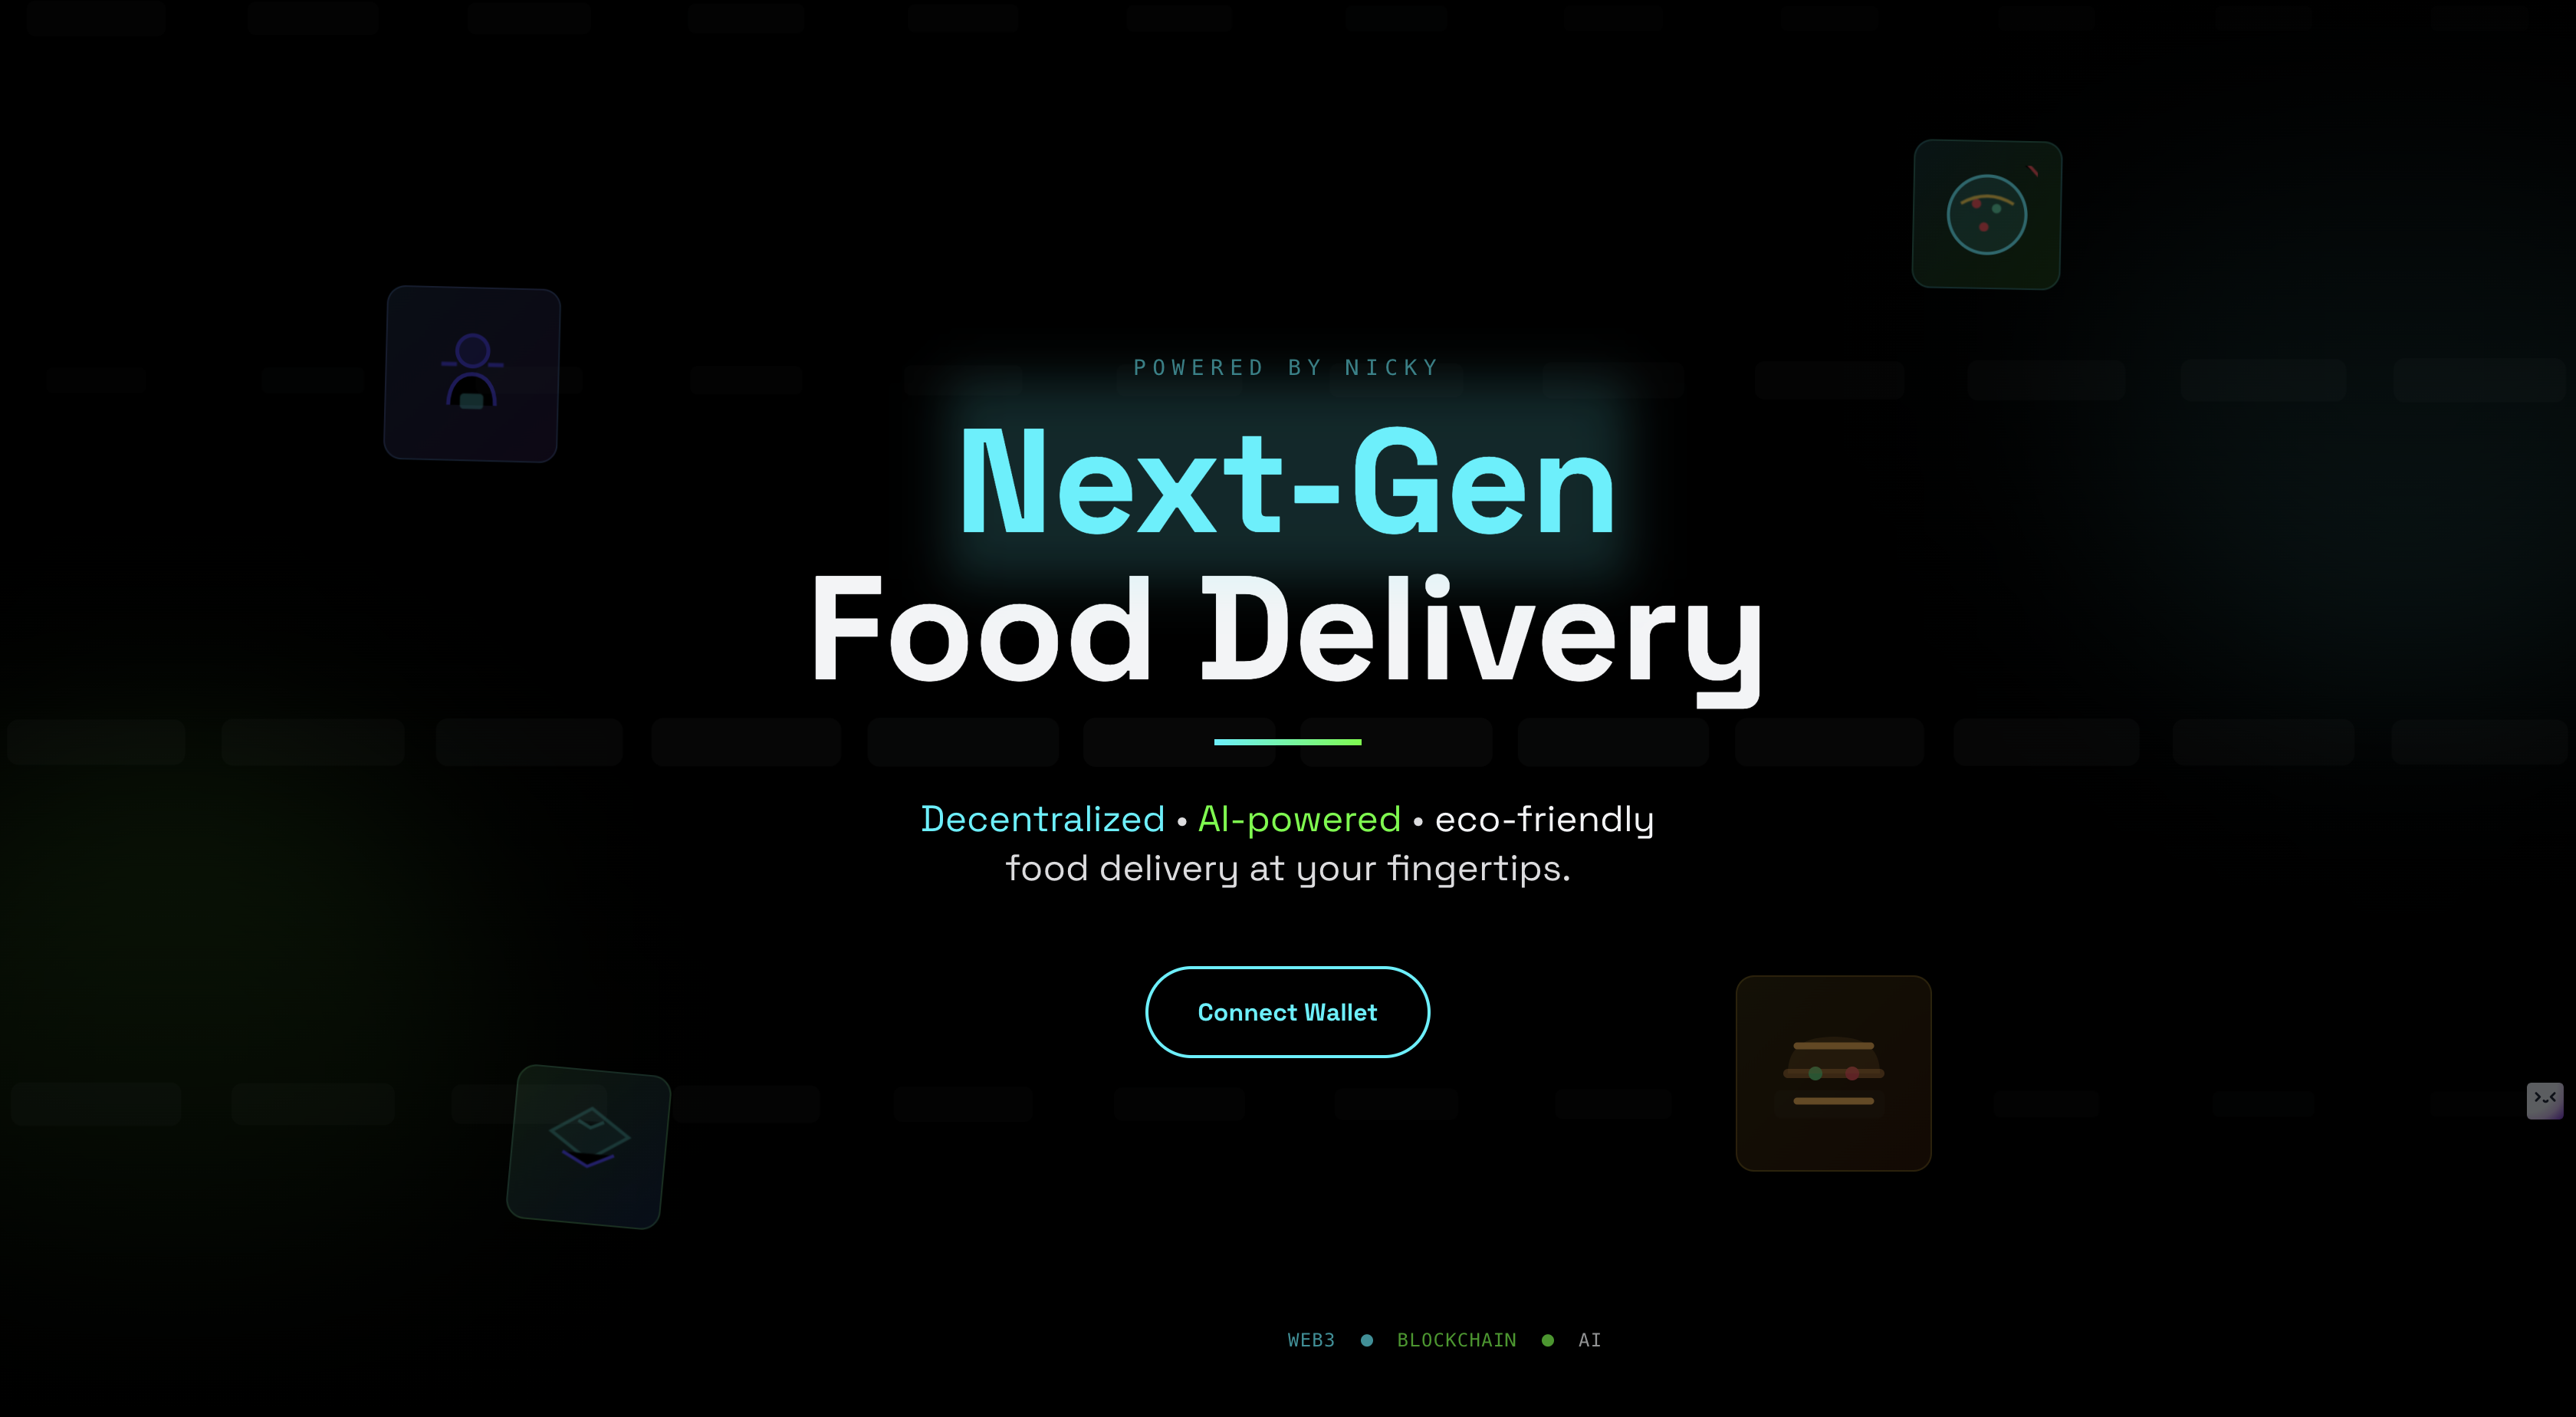 POWERED BY NICKY
Next-Gen
Food Delivery
Decentralized • AI-powered • eco-friendly
food delivery at your fingertips.
Connect Wallet
WEB3 ● BLOCKCHAIN ● AI